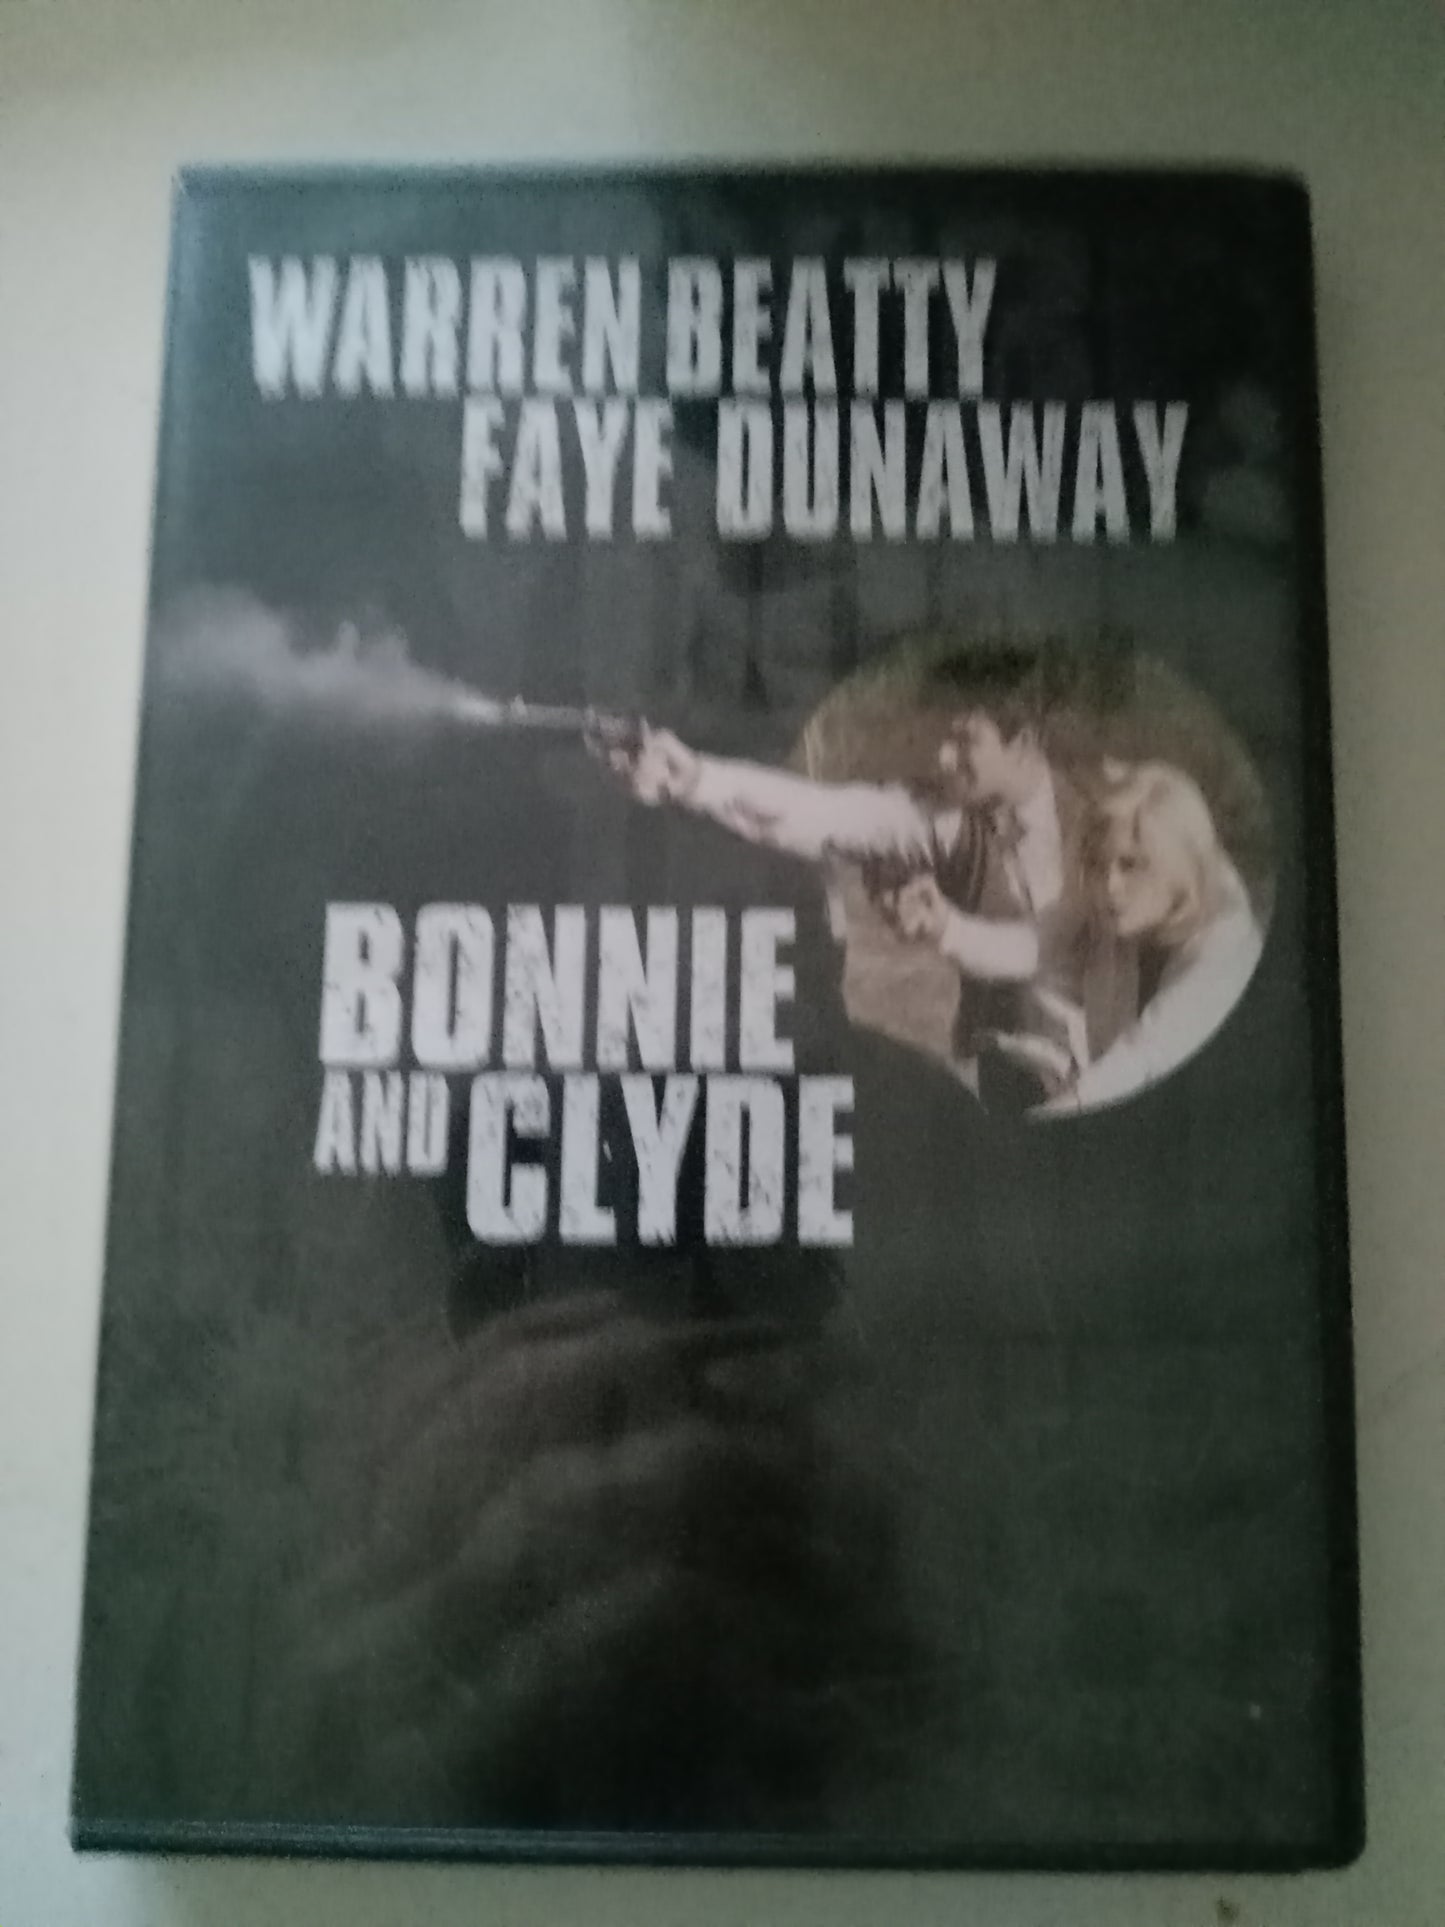 WARREN BEATTY
FAYE DUNAWAY
BONNIE
AND CLYDE